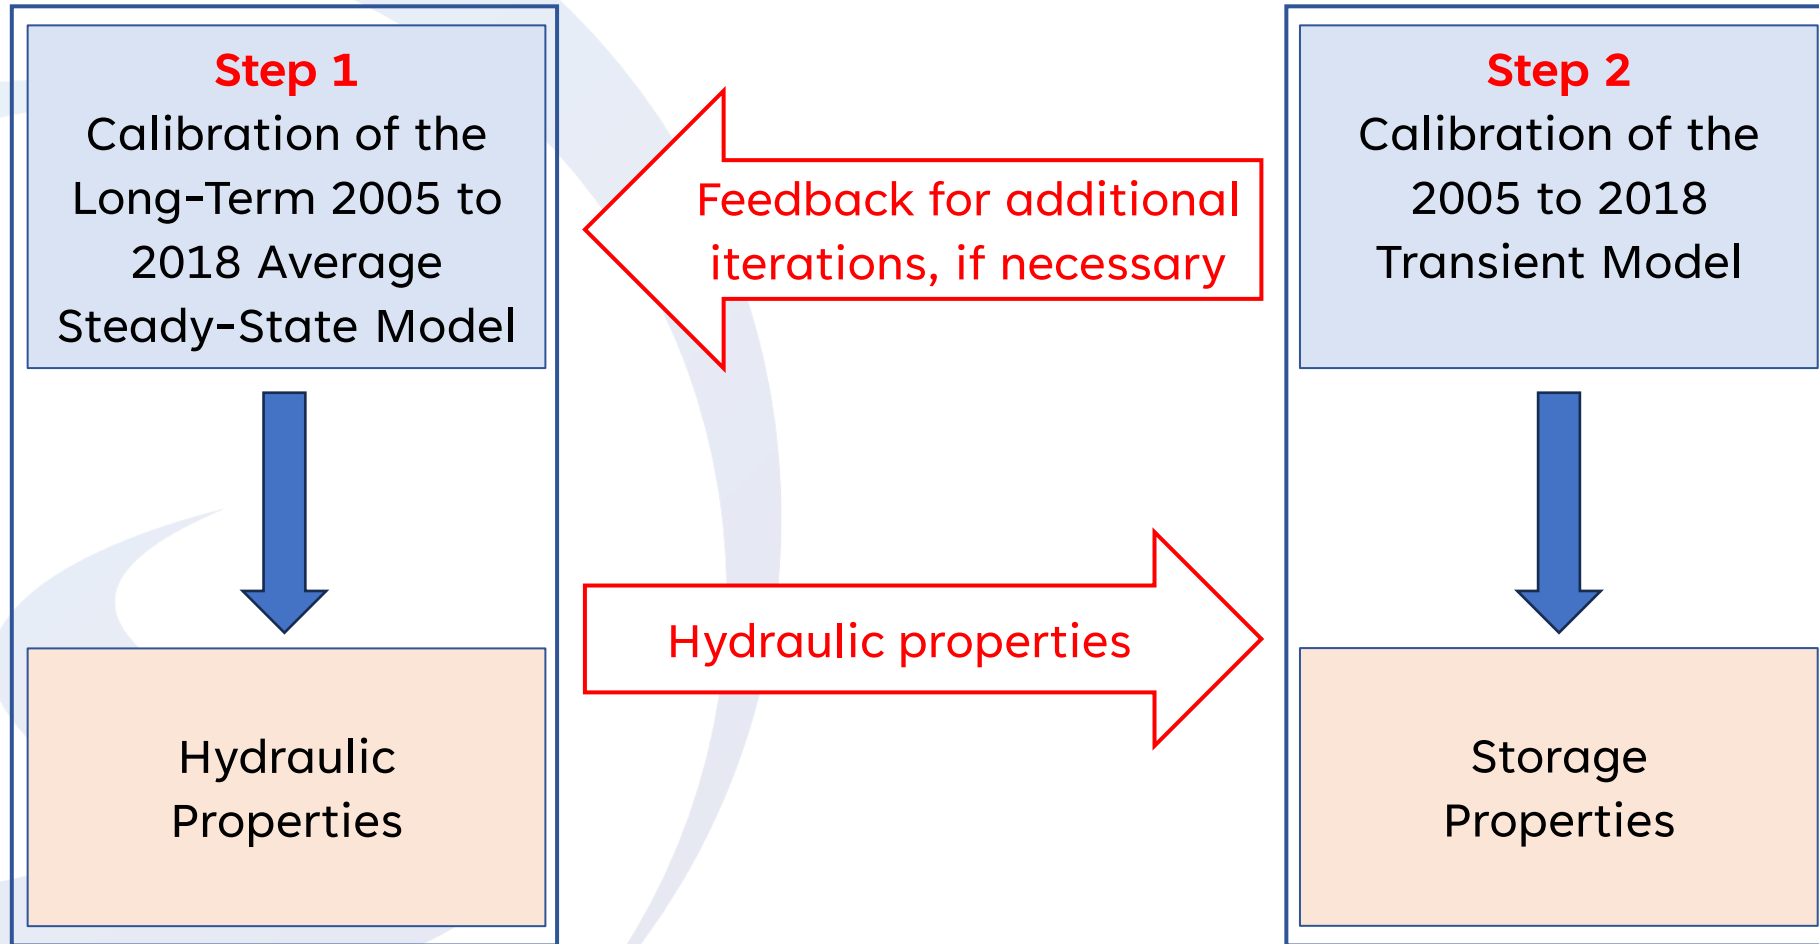 Step 1
Calibration of the
Long-Term 2005 to
2018 Average
Steady-State Model
Hydraulic
Properties
Feedback for additional
iterations, if necessary
Hydraulic properties
Step 2
Calibration of the
2005 to 2018
Transient Model
Storage
Properties